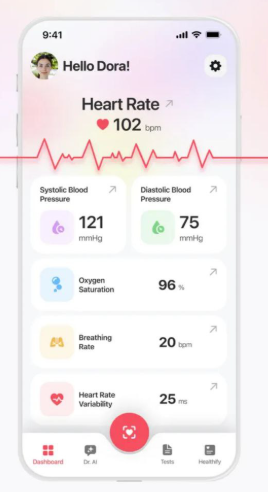 9:41
Hello Dora!
Heart Rate
102 bpm
Systolic Blood
Pressure
121
mmHg
Diastolic Blood
Pressure
75
mmHg
Oxygen
Saturation
96 %
Breathing
Rate
20 bpm
Heart Rate
Variability
25 ms
Dashboard
Dr. AI
Tests
Healthify